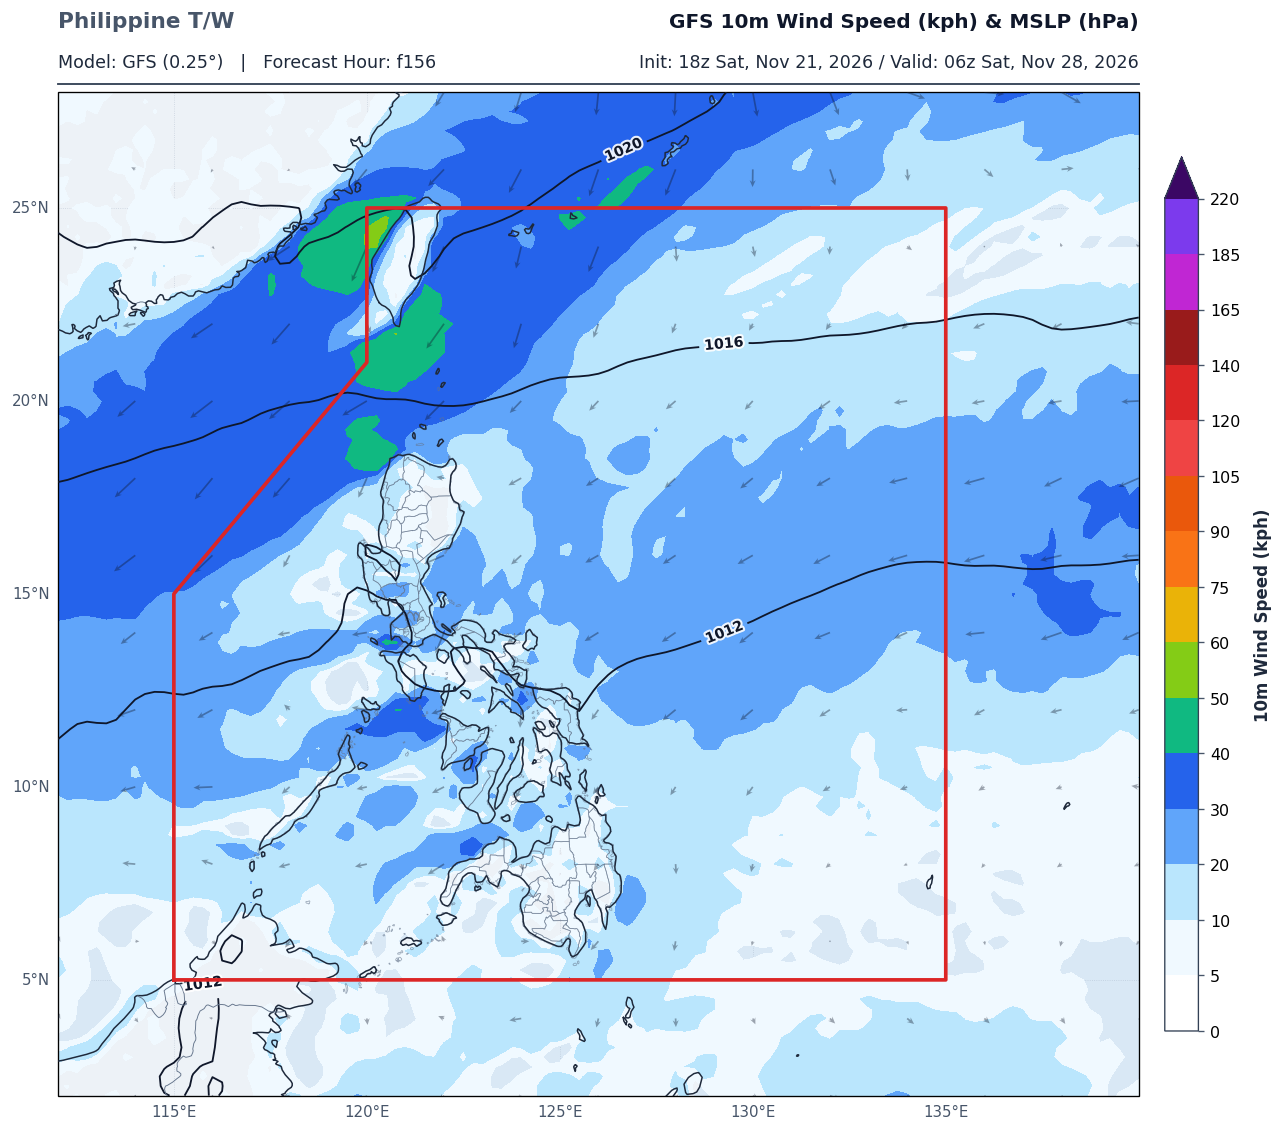 Philippine T/W
GFS 10m Wind Speed (kph) & MSLP (hPa)
Model: GFS (0.25°) | Forecast Hour: f156
Init: 18z Sat, Nov 21, 2026 / Valid: 06z Sat, Nov 28, 2026
1020
1016
1012
1012
25°N
20°N
15°N
10°N
5°N
115°E
120°E
125°E
130°E
135°E
220
185
165
140
120
105
90
75
60
50
40
30
20
10
5
0
10m Wind Speed (kph)